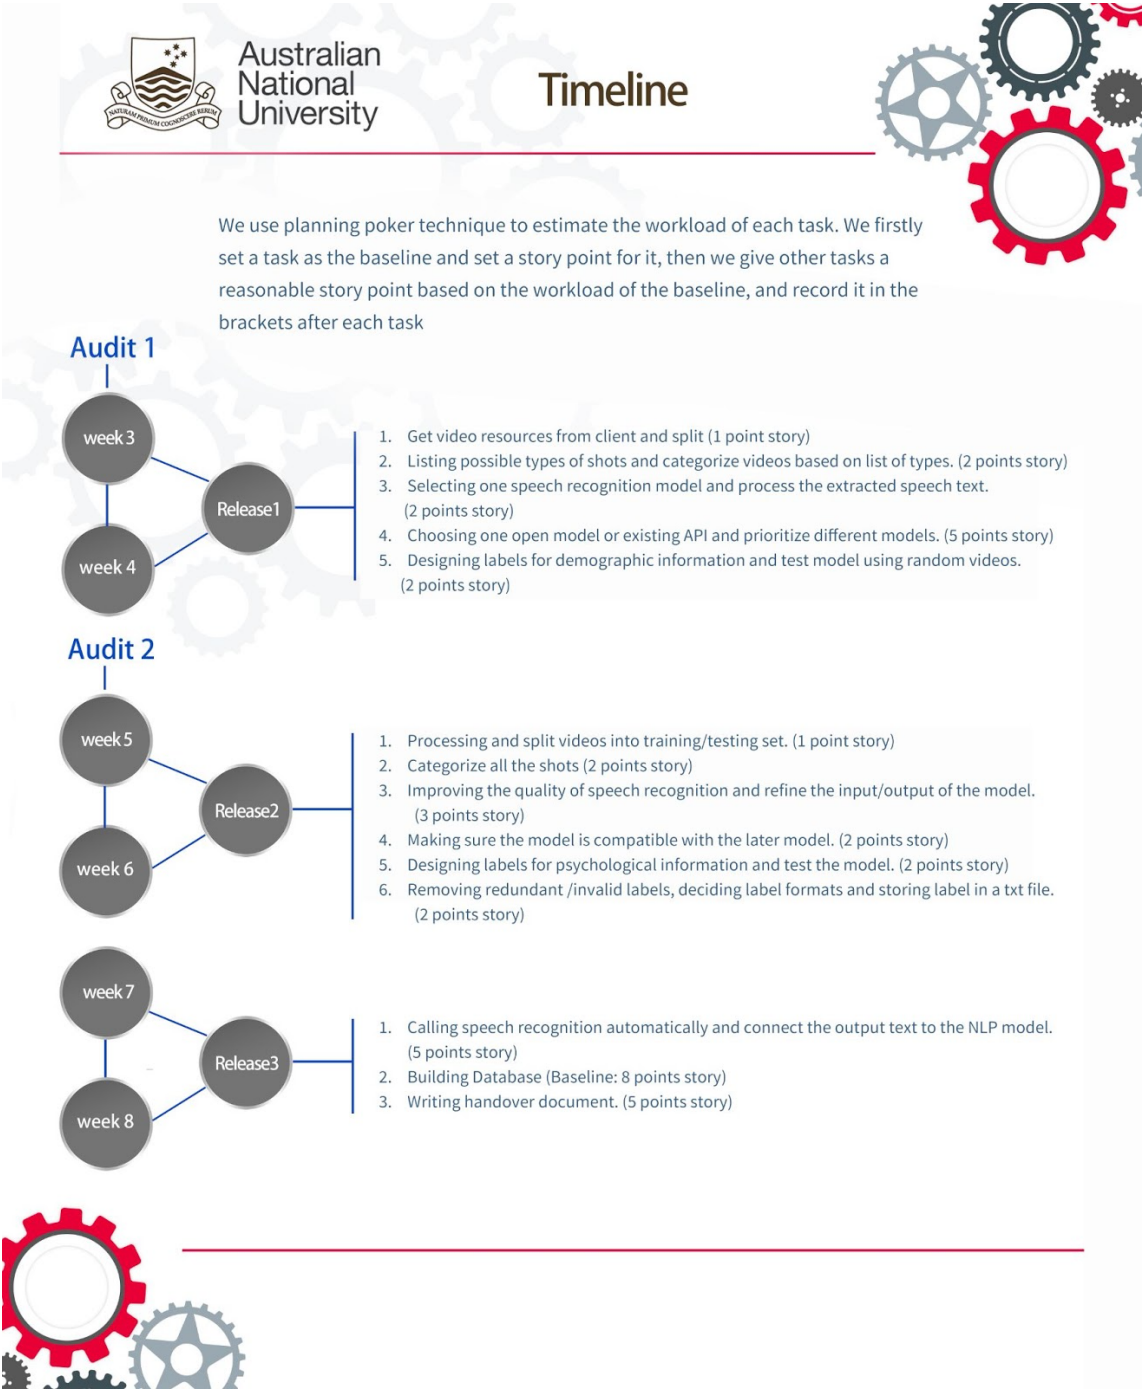 Australian
National
University
NATURAM PRIMUM COGNOSCERE RERUM
Timeline
We use planning poker technique to estimate the workload of each task. We firstly
set a task as the baseline and set a story point for it, then we give other tasks a
reasonable story point based on the workload of the baseline, and record it in the
brackets after each task
Audit 1
week 3
week 4
Release1
1. Get video resources from client and split (1 point story)
2. Listing possible types of shots and categorize videos based on list of types. (2 points story)
3. Selecting one speech recognition model and process the extracted speech text.
(2 points story)
4. Choosing one open model or existing API and prioritize different models. (5 points story)
5. Designing labels for demographic information and test model using random videos.
(2 points story)
Audit 2
week 5
week 6
Release2
1. Processing and split videos into training/testing set. (1 point story)
2. Categorize all the shots (2 points story)
3. Improving the quality of speech recognition and refine the input/output of the model.
(3 points story)
4. Making sure the model is compatible with the later model. (2 points story)
5. Designing labels for psychological information and test the model. (2 points story)
6. Removing redundant /invalid labels, deciding label formats and storing label in a txt file.
(2 points story)
week 7
week 8
Release3
1. Calling speech recognition automatically and connect the output text to the NLP model.
(5 points story)
2. Building Database (Baseline: 8 points story)
3. Writing handover document. (5 points story)